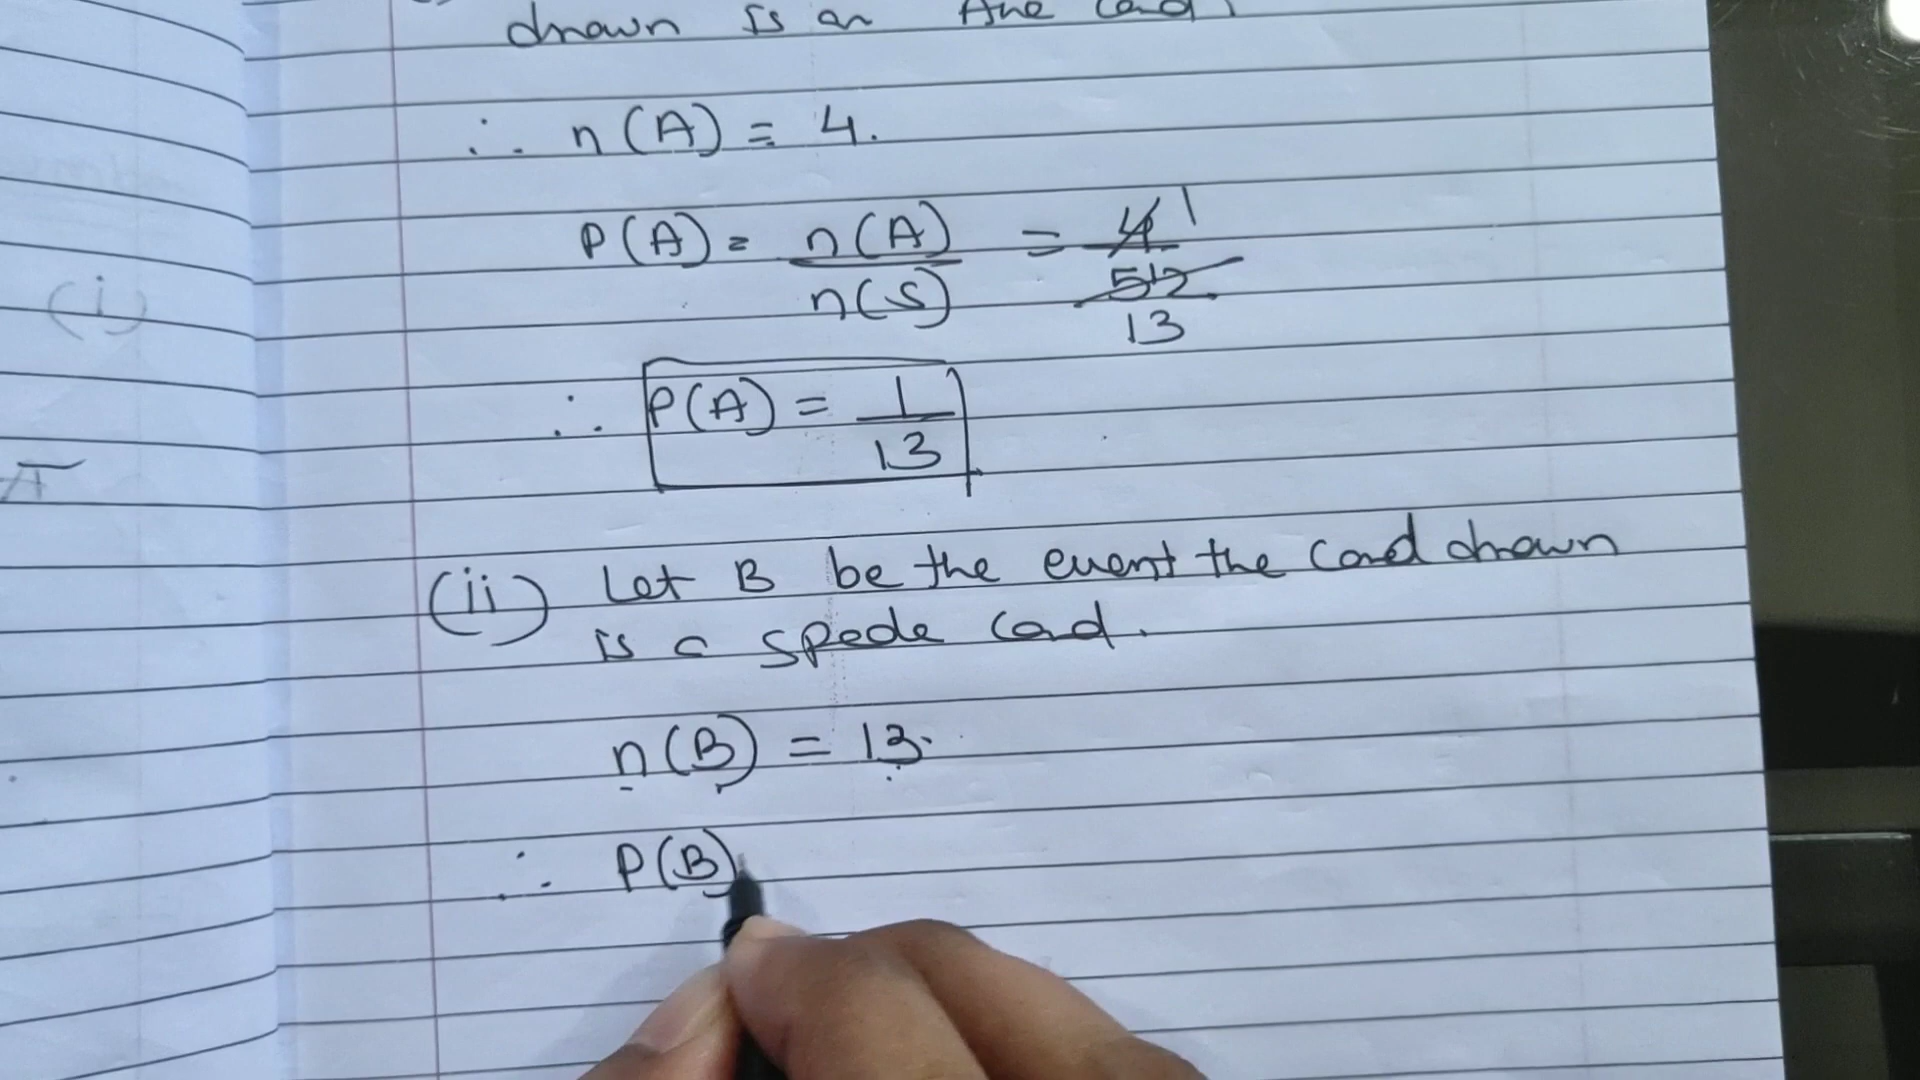 drawn is an Ace card.
∴ n(A) = 4.
P(A) = n(A)/n(S) = 4/52 1/13
∴ P(A) = 1/13
(ii) Let B be the event the card drawn
is a spade card.
n(B) = 13.
∴ P(B)
(i)